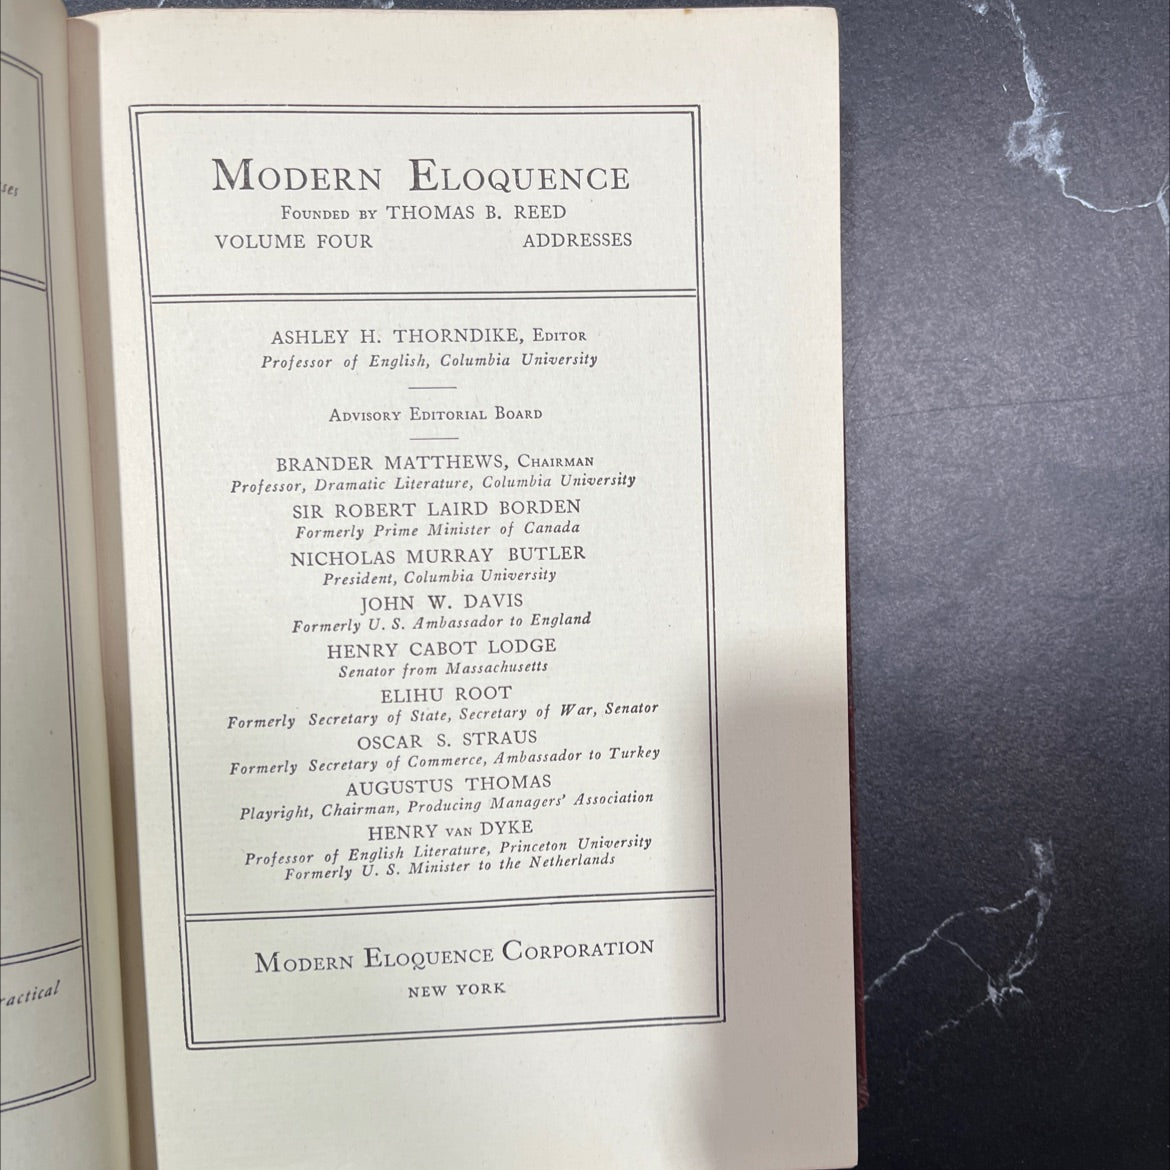 ses
ractical
MODERN ELOQUENCE
FOUNDED BY THOMAS B. REED
VOLUME FOUR ADDRESSES
ASHLEY H. THORNDIKE, EDITOR
Professor of English, Columbia University
ADVISORY EDITORIAL BOARD
BRANDER MATTHEWS, CHAIRMAN
Professor, Dramatic Literature, Columbia University
SIR ROBERT LAIRD BORDEN
Formerly Prime Minister of Canada
NICHOLAS MURRAY BUTLER
President, Columbia University
JOHN W. DAVIS
Formerly U. S. Ambassador to England
HENRY CABOT LODGE
Senator from Massachusetts
ELIHU ROOT
Formerly Secretary of State, Secretary of War, Senator
OSCAR S. STRAUS
Formerly Secretary of Commerce, Ambassador to Turkey
AUGUSTUS THOMAS
Playright, Chairman, Producing Managers' Association
HENRY VAN DYKE
Professor of English Literature, Princeton University
Formerly U. S. Minister to the Netherlands
MODERN ELOQUENCE CORPORATION
NEW YORK